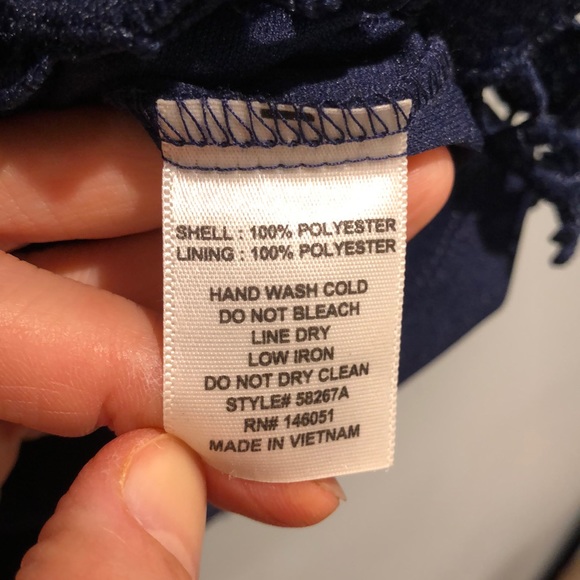 SHELL : 100% POLYESTER
LINING : 100% POLYESTER
HAND WASH COLD
DO NOT BLEACH
LINE DRY
LOW IRON
DO NOT DRY CLEAN
STYLE# 58267A
RN# 146051
MADE IN VIETNAM